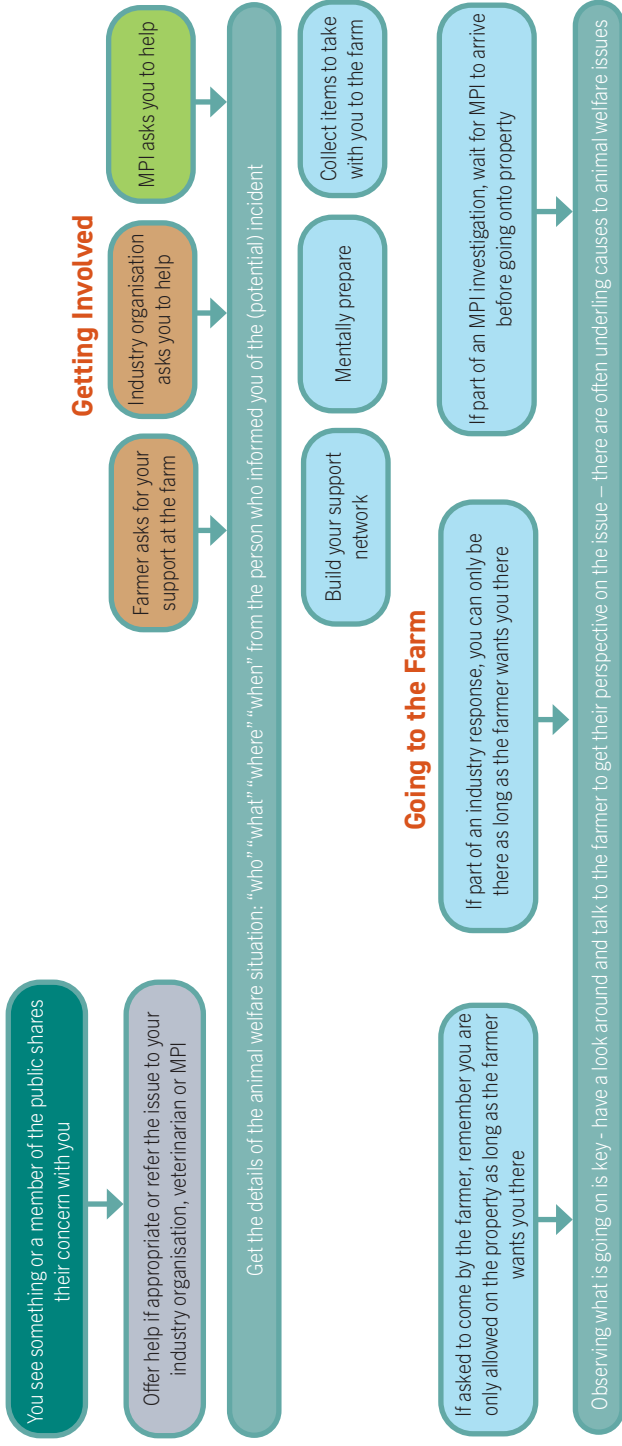 Getting Involved
You see something or a member of the public shares
their concern with you
Offer help if appropriate or refer the issue to your
industry organisation, veterinarian or MPI
Farmer asks for your
support at the farm
Industry organisation
asks you to help
MPI asks you to help
Get the details of the animal welfare situation: “who” “what” “where” “when” from the person who informed you of the (potential) incident
Build your support
network
Mentally prepare
Collect items to take
with you to the farm
Going to the Farm
If asked to come by the farmer, remember you are
only allowed on the property as long as the farmer
wants you there
If part of an industry response, you can only be
there as long as the farmer wants you there
If part of an MPI investigation, wait for MPI to arrive
before going onto property
Observing what is going on is key - have a look around and talk to the farmer to get their perspective on the issue – there are often underling causes to animal welfare issues